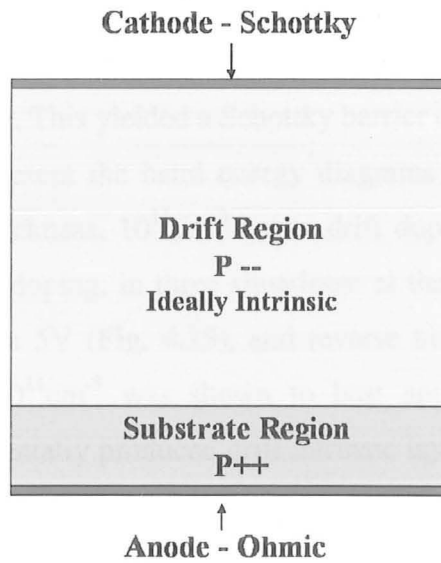 Cathode - Schottky
Drift Region
P --
Ideally Intrinsic
Substrate Region
P++
Anode - Ohmic